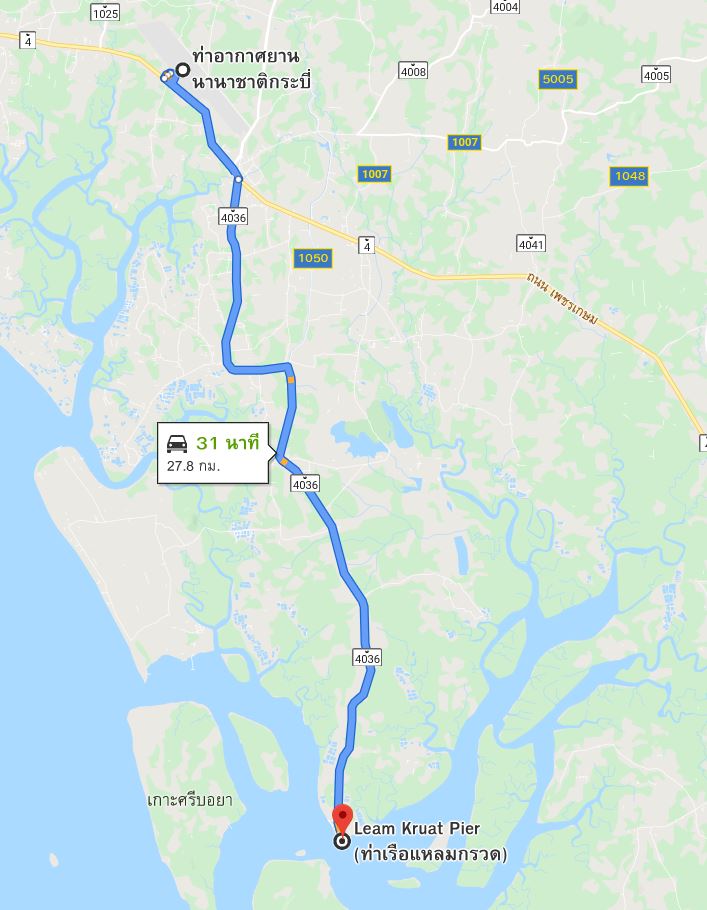 4004
1025
4
ท่าอากาศยาน
นานาชาติกระบี่
4008
5005
4005
1007
1007
1048
4036
4
4041
1050
ถนน เพชรเกษม
31 นาที
27.8 กม.
4036
4036
เกาะศรีบอยา
Leam Kruat Pier
(ท่าเรือแหลมกรวด)